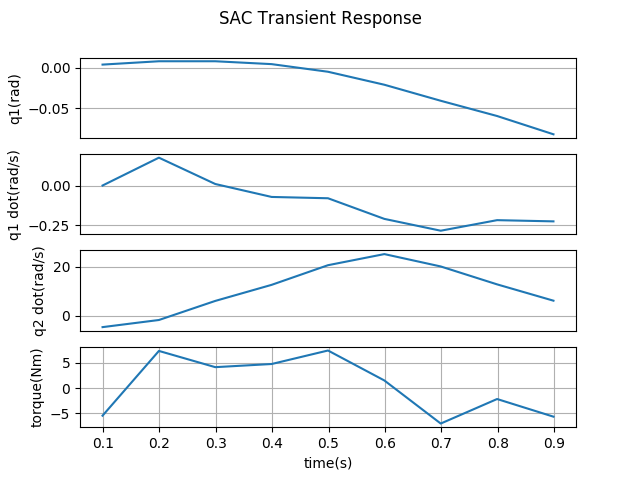 SAC Transient Response
q1(rad)
0.00
−0.05
q1 dot(rad/s)
0.00
−0.25
q2 dot(rad/s)
20
0
torque(Nm)
5
0
−5
0.1 0.2 0.3 0.4 0.5 0.6 0.7 0.8 0.9
time(s)